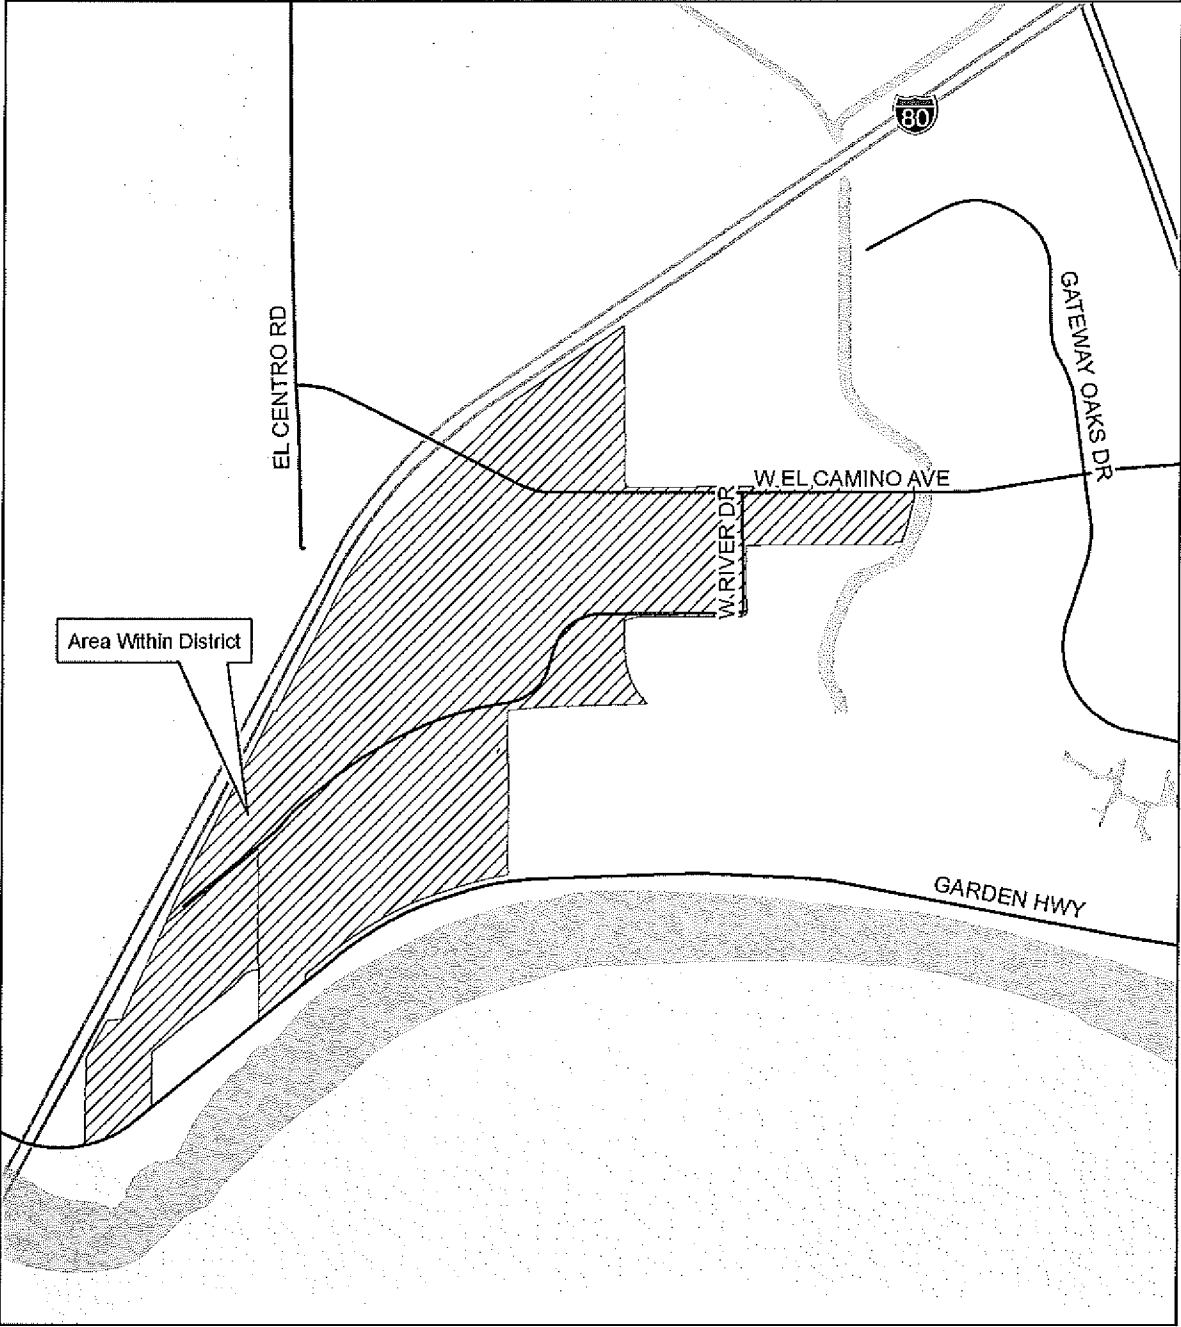 80
GATEWAY OAKS DR
EL CENTRO RD
W EL CAMINO AVE
W RIVER DR
Area Within District
GARDEN HWY